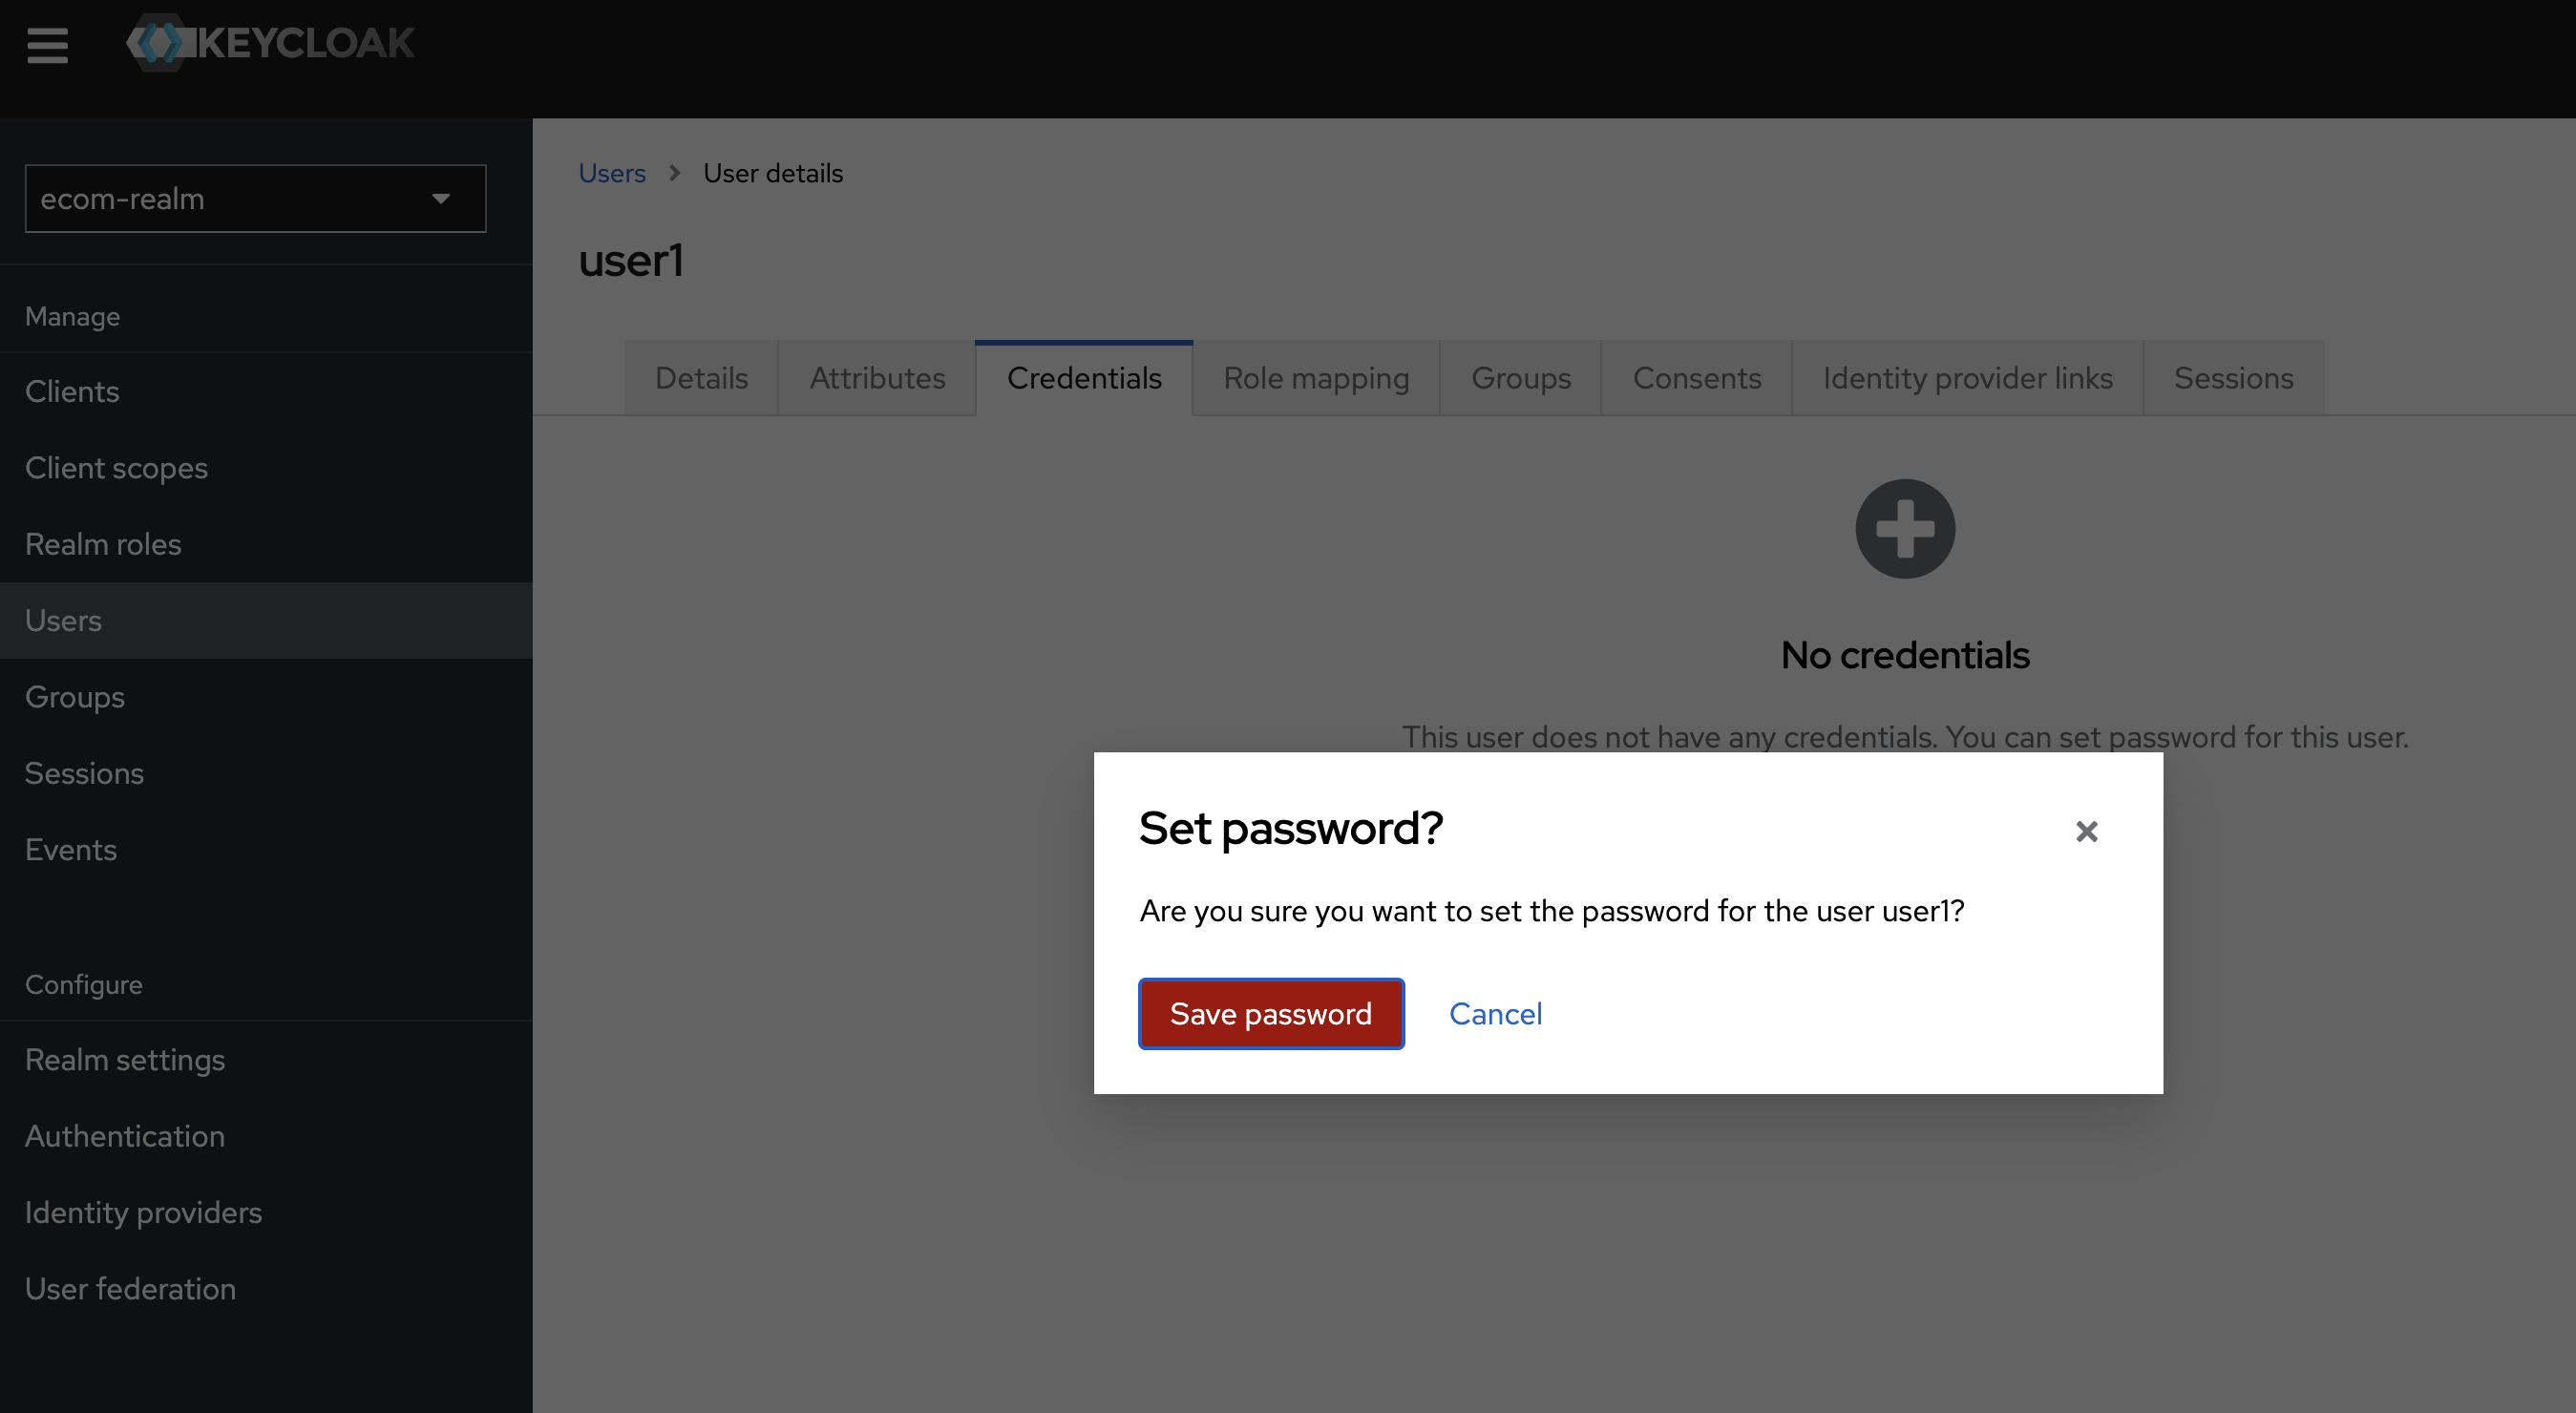 KEYCLOAK
ecom-realm
Manage
Clients
Client scopes
Realm roles
Users
Groups
Sessions
Events
Configure
Realm settings
Authentication
Identity providers
User federation
Users > User details
user1
Details Attributes Credentials Role mapping Groups Consents Identity provider links Sessions
No credentials
This user does not have any credentials. You can set password for this user.
Set password?
Are you sure you want to set the password for the user user1?
Save password Cancel